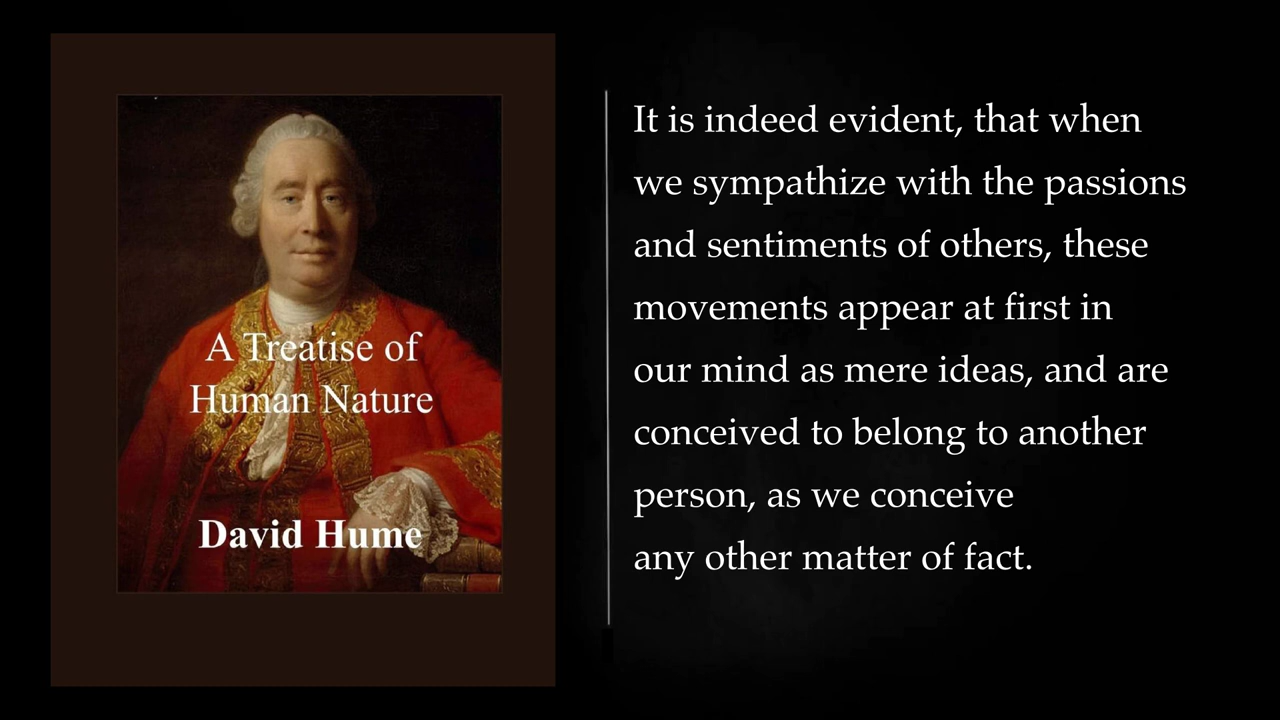 A Treatise of
Human Nature
David Hume
It is indeed evident, that when
we sympathize with the passions
and sentiments of others, these
movements appear at first in
our mind as mere ideas, and are
conceived to belong to another
person, as we conceive
any other matter of fact.